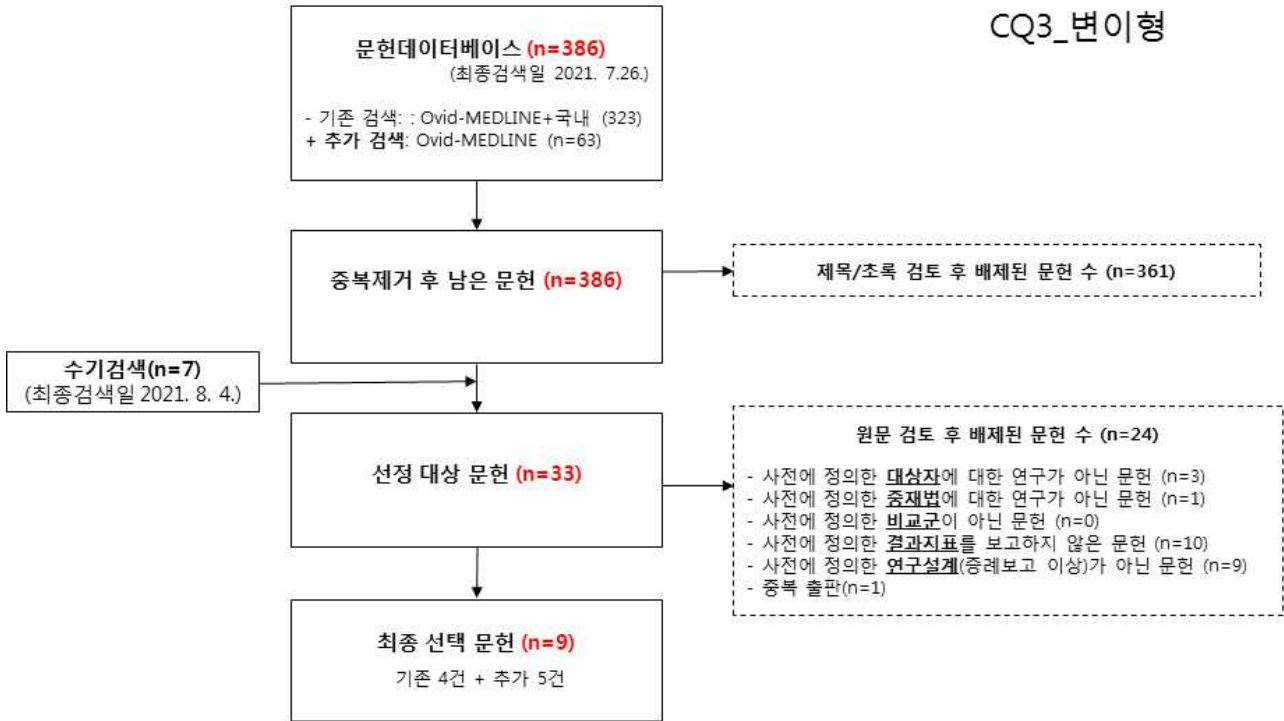 CQ3_변이형
문헌데이터베이스 (n=386)
(최종검색일 2021. 7.26.)
- 기존 검색: : Ovid-MEDLINE+국내 (323)
+ 추가 검색: Ovid-MEDLINE (n=63)
중복제거 후 남은 문헌 (n=386)
제목/초록 검토 후 배제된 문헌 수 (n=361)
수기검색(n=7)
(최종검색일 2021. 8. 4.)
선정 대상 문헌 (n=33)
원문 검토 후 배제된 문헌 수 (n=24)
- 사전에 정의한 대상자에 대한 연구가 아닌 문헌 (n=3)
- 사전에 정의한 중재법에 대한 연구가 아닌 문헌 (n=1)
- 사전에 정의한 비교군이 아닌 문헌 (n=0)
- 사전에 정의한 결과지표를 보고하지 않은 문헌 (n=10)
- 사전에 정의한 연구설계(증례보고 이상)가 아닌 문헌 (n=9)
- 중복 출판(n=1)
최종 선택 문헌 (n=9)
기존 4건 + 추가 5건